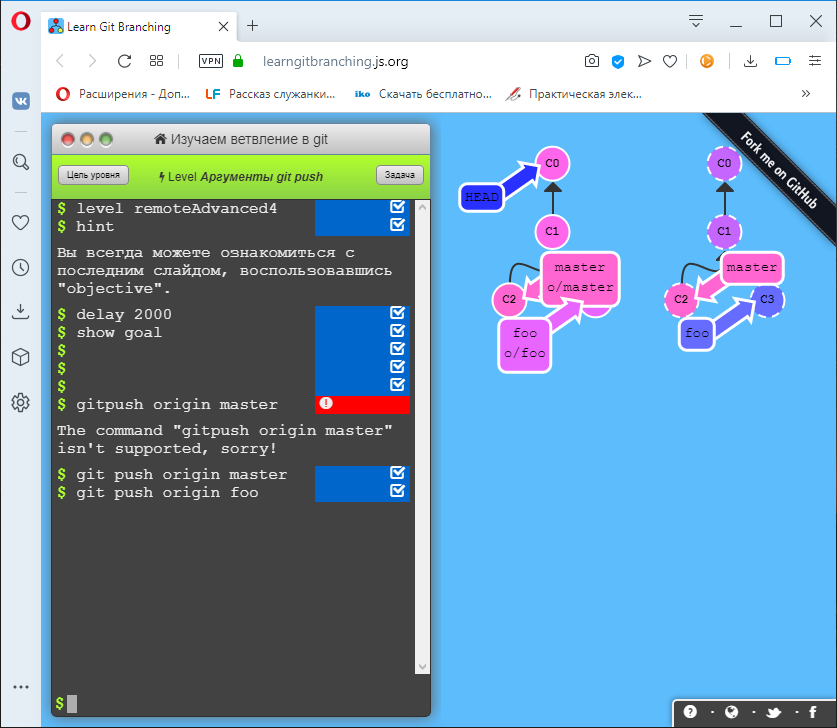 Learn Git Branching
VPN
learngitbranching.js.org
Расширения - Доп...
LF Рассказ служанки...
iko Скачать бесплатно...
Практическая элек...
Изучаем ветвление в git
Цель уровня
Level Аргументы git push
Задача
$ level remoteAdvanced4
$ hint
Вы всегда можете ознакомиться с
последним слайдом, воспользовавшись
"objective".
$ delay 2000
$ show goal
$
$
$
$ gitpush origin master
The command "gitpush origin master"
isn't supported, sorry!
$ git push origin master
$ git push origin foo
$
C0
HEAD
C1
master
o/master
C2
foo
o/foo
C0
C1
master
C2
C3
foo
Fork me on GitHub